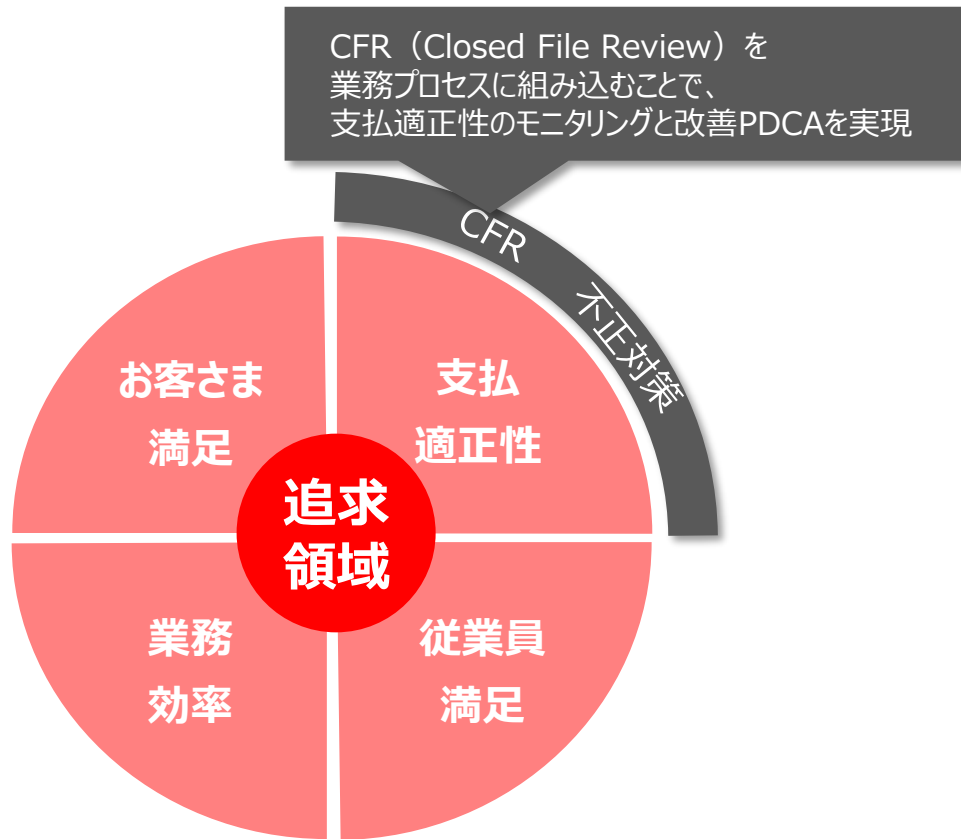 CFR（Closed File Review）を
業務プロセスに組み込むことで、
支払適正性のモニタリングと改善PDCAを実現
CFR
不正対策
お客さま
満足
支払
適正性
追求
領域
業務
効率
従業員
満足